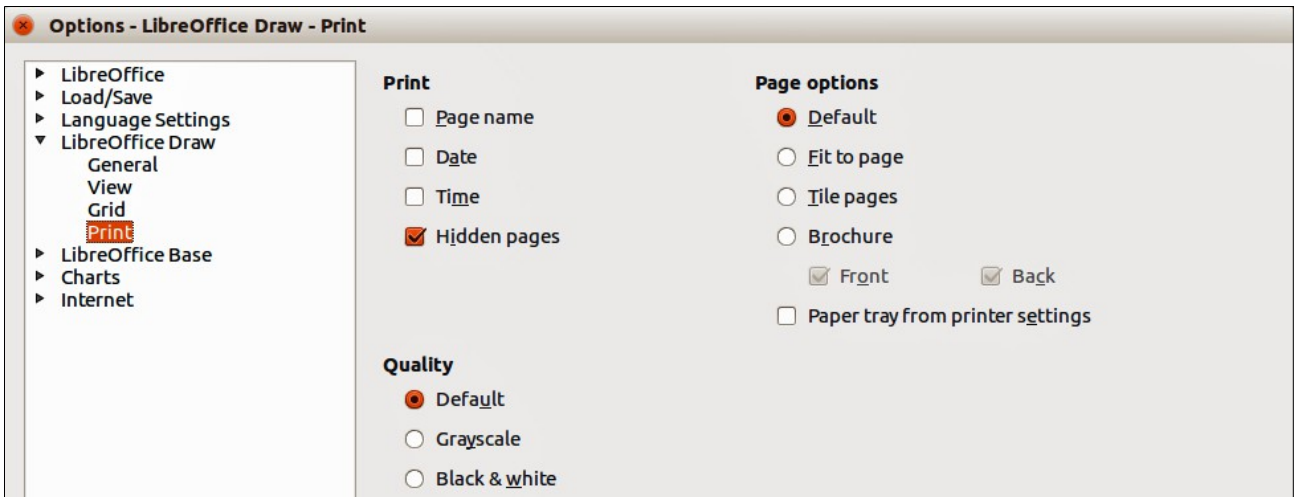 Options - LibreOffice Draw - Print
LibreOffice
Load/Save
Language Settings
LibreOffice Draw
General
View
Grid
Print
LibreOffice Base
Charts
Internet
Print
Page name
Date
Time
Hidden pages
Page options
Default
Fit to page
Tile pages
Brochure
Front Back
Paper tray from printer settings
Quality
Default
Grayscale
Black & white